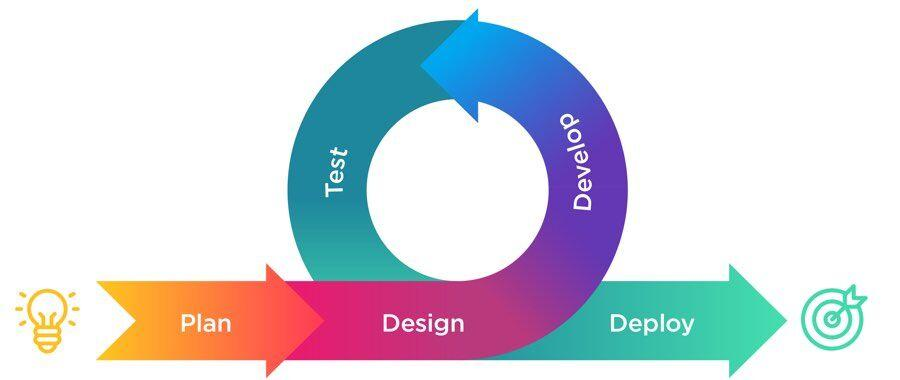 Plan
Design
Develop
Test
Deploy